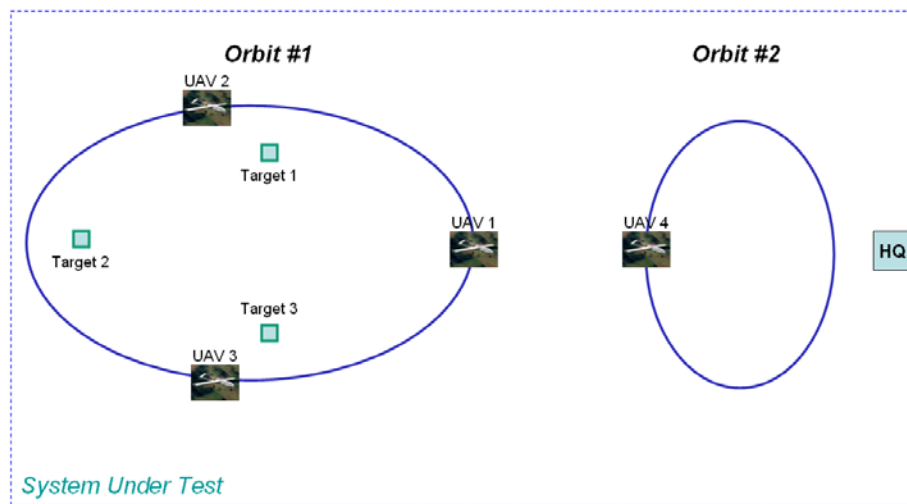 Orbit #1
Orbit #2
UAV 2
Target 1
UAV 1
UAV 4
HQ
Target 2
Target 3
UAV 3
System Under Test